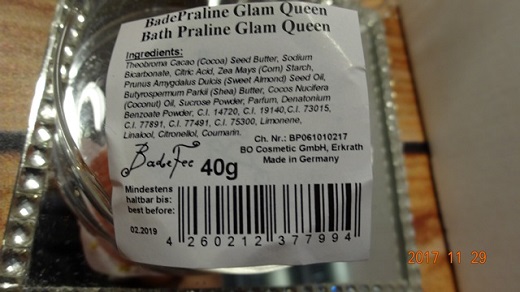 BadePraline Glam Queen
Bath Praline Glam Queen
Ingredients:
Theobroma Cacao (Cocoa) Seed Butter, Sodium
Bicarbonate, Citric Acid, Zea Mays (Corn) Starch,
Prunus Amygdalus Dulcis (Sweet Almond) Seed Oil,
Butyrospermum Parkii (Shea) Butter, Cocos Nucifera
(Coconut) Oil, Sucrose Powder, Parfum, Denatonium
Benzoate Powder, C.I. 14720, C.I. 19140,C.I. 73015,
C.I. 77891, C.I. 77491, C.I. 75300, Limonene,
Linalool, Citronellol, Coumarin.
BadeFee 40g
Ch. Nr.: BP061010217
BO Cosmetic GmbH, Erkrath
Made in Germany
Mindestens
haltbar bis:
best before:
02.2019
4 260212 377994
2017 11 29